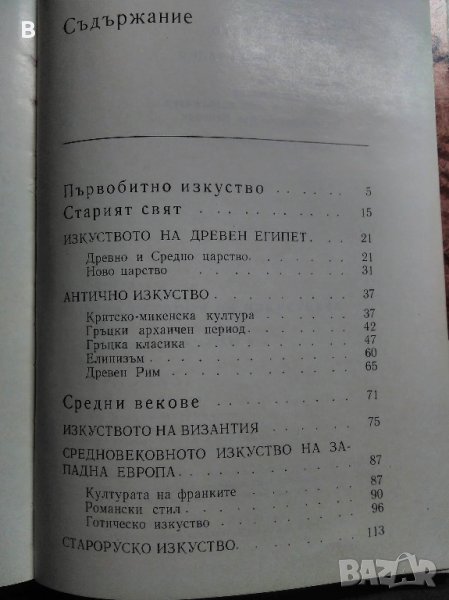 Съдържание
Първобитно изкуство . . . . . . 5
Старият свят . . . . . . . . . 15
ИЗКУСТВОТО НА ДРЕВЕН ЕГИПЕТ. . . . 21
Древно и Средно царство. . . . . . 21
Ново царство . . . . . . . . . 31
АНТИЧНО ИЗКУСТВО . . . . . . . . 37
Критско-микенска култура . . . . . 37
Гръцки архаичен период. . . . . . . 42
Гръцка класика . . . . . . . . 47
Елинизъм. . . . . . . . . . 60
Древен Рим . . . . . . . . . 65
Средни векове . . . . . . . . 71
ИЗКУСТВОТО НА ВИЗАНТИЯ . . . . . . 75
СРЕДНОВЕКОВНОТО ИЗКУСТВО НА ЗА-
ПАДНА ЕВРОПА. . . . . . . . . . 87
Културата на франките . . . . . . 87
Романски стил . . . . . . . . 90
Готическо изкуство . . . . . . . 96
СТАРОРУСКО ИЗКУСТВО. . . . . . . 113
BAZAR
.bg